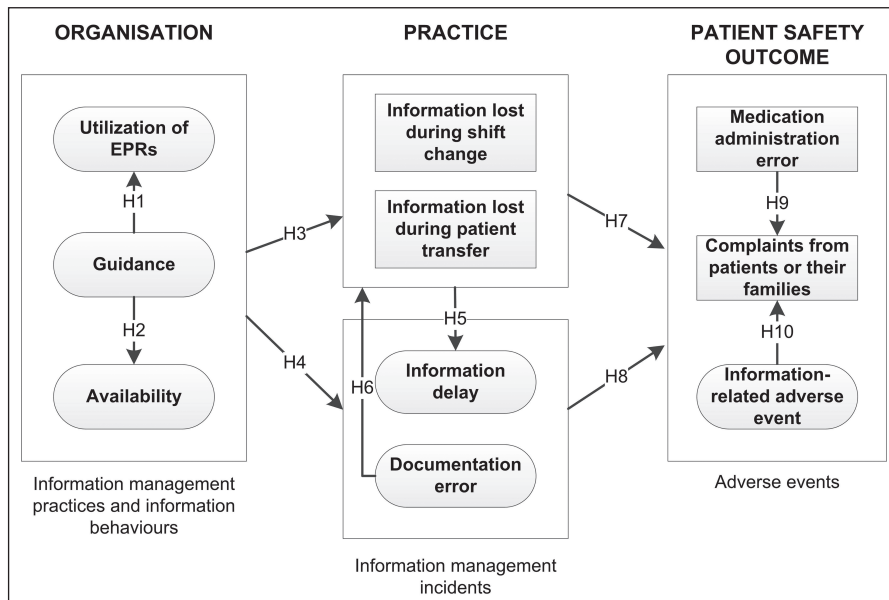 ORGANISATION
PRACTICE
PATIENT SAFETY
OUTCOME
Utilization of
EPRs
H1
Guidance
H2
Availability
Information management
practices and information
behaviours
H3
H4
Information lost
during shift
change
Information lost
during patient
transfer
H5
H6
Information
delay
Documentation
error
Information management
incidents
H7
H8
Medication
administration
error
H9
Complaints from
patients or their
families
H10
Information-
related adverse
event
Adverse events